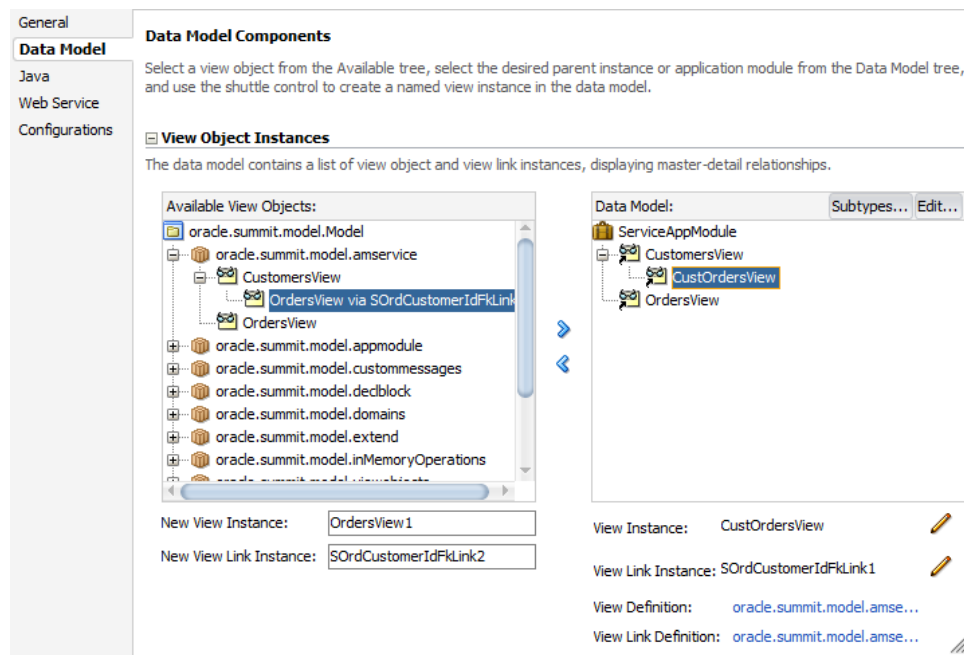 General
Data Model
Java
Web Service
Configurations
Data Model Components
Select a view object from the Available tree, select the desired parent instance or application module from the Data Model tree,
and use the shuttle control to create a named view instance in the data model.
View Object Instances
The data model contains a list of view object and view link instances, displaying master-detail relationships.
Available View Objects:
oracle.summit.model.Model
oracle.summit.model.amservice
CustomersView
OrdersView via SOrdCustomerIdFkLink
OrdersView
oracle.summit.model.appmodule
oracle.summit.model.custommessages
oracle.summit.model.declblock
oracle.summit.model.domains
oracle.summit.model.extend
oracle.summit.model.inMemoryOperations
New View Instance: OrdersView1
New View Link Instance: SOrdCustomerIdFkLink2
Data Model: Subtypes... Edit...
ServiceAppModule
CustomersView
CustOrdersView
OrdersView
View Instance: CustOrdersView
View Link Instance: SOrdCustomerIdFkLink1
View Definition: oracle.summit.model.amse...
View Link Definition: oracle.summit.model.amse...